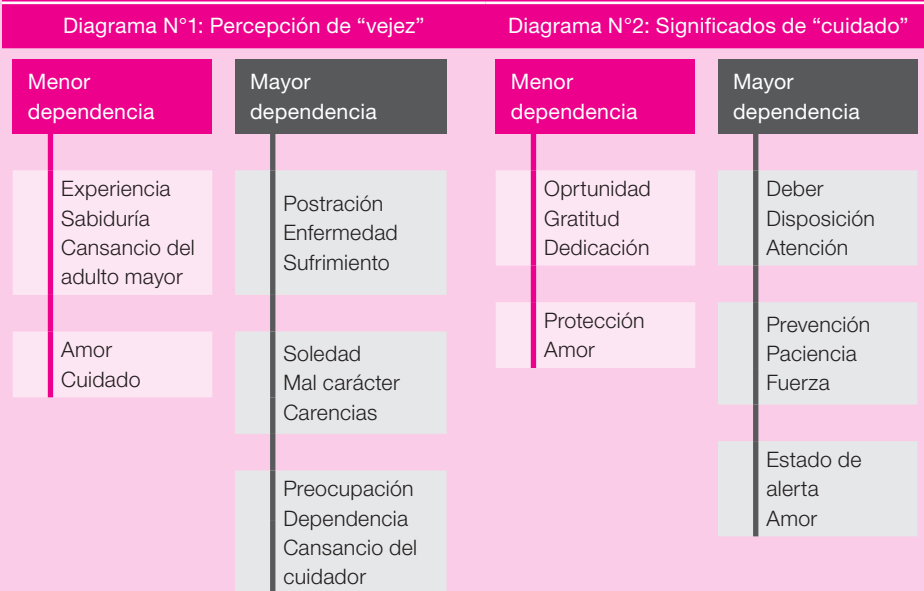 Diagrama N°1: Percepción de “vejez”
Menor
dependencia
Experiencia
Sabiduría
Cansancio del
adulto mayor
Amor
Cuidado
Mayor
dependencia
Postración
Enfermedad
Sufrimiento
Soledad
Mal carácter
Carencias
Preocupación
Dependencia
Cansancio del
cuidador
Diagrama N°2: Significados de “cuidado”
Menor
dependencia
Oprtunidad
Gratitud
Dedicación
Protección
Amor
Mayor
dependencia
Deber
Disposición
Atención
Prevención
Paciencia
Fuerza
Estado de
alerta
Amor